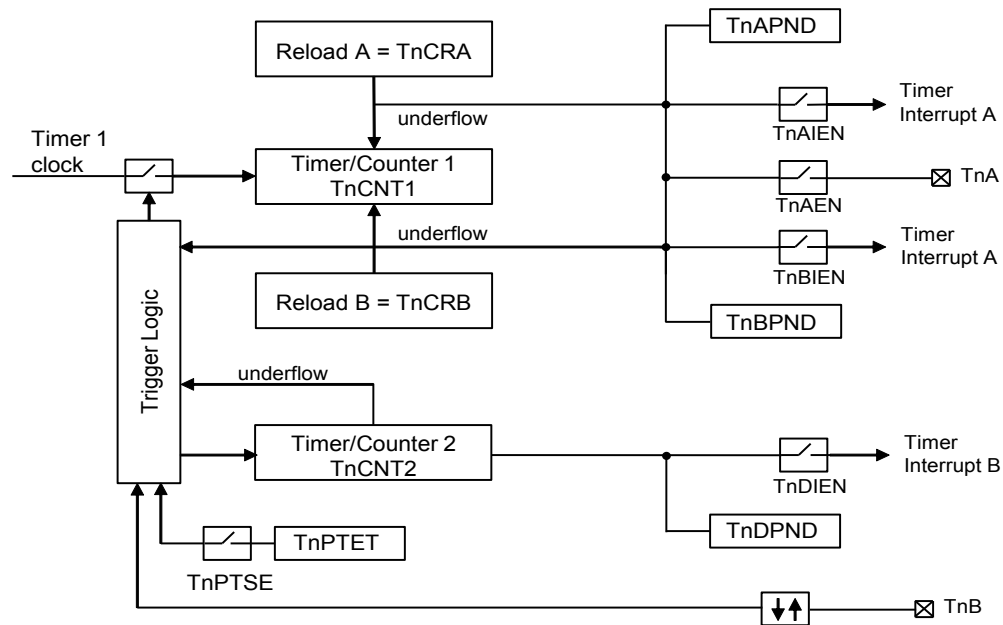 TnAPND
Reload A = TnCRA
underflow
Timer
Interrupt A
TnAIEN
Timer 1
clock
Timer/Counter 1
TnCNT1
TnA
TnAEN
underflow
Timer
Interrupt A
TnBIEN
Reload B = TnCRB
TnBPND
Trigger Logic
underflow
Timer/Counter 2
TnCNT2
Timer
Interrupt B
TnDIEN
TnDPND
TnPTET
TnPTSE
TnB